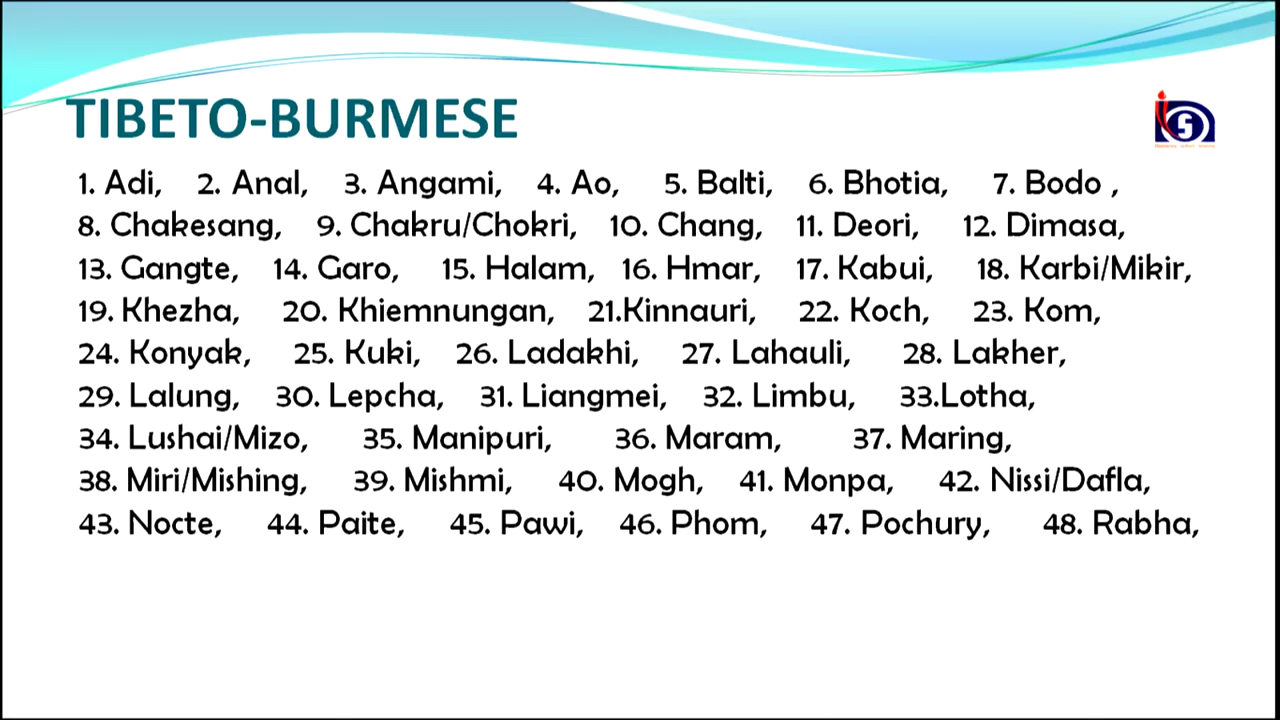 TIBETO-BURMESE
1. Adi, 2. Anal, 3. Angami, 4. Ao, 5. Balti, 6. Bhotia, 7. Bodo ,
8. Chakesang, 9. Chakru/Chokri, 10. Chang, 11. Deori, 12. Dimasa,
13. Gangte, 14. Garo, 15. Halam, 16. Hmar, 17. Kabui, 18. Karbi/Mikir,
19. Khezha, 20. Khiemnungan, 21.Kinnauri, 22. Koch, 23. Kom,
24. Konyak, 25. Kuki, 26. Ladakhi, 27. Lahauli, 28. Lakher,
29. Lalung, 30. Lepcha, 31. Liangmei, 32. Limbu, 33.Lotha,
34. Lushai/Mizo, 35. Manipuri, 36. Maram, 37. Maring,
38. Miri/Mishing, 39. Mishmi, 40. Mogh, 41. Monpa, 42. Nissi/Dafla,
43. Nocte, 44. Paite, 45. Pawi, 46. Phom, 47. Pochury, 48. Rabha,